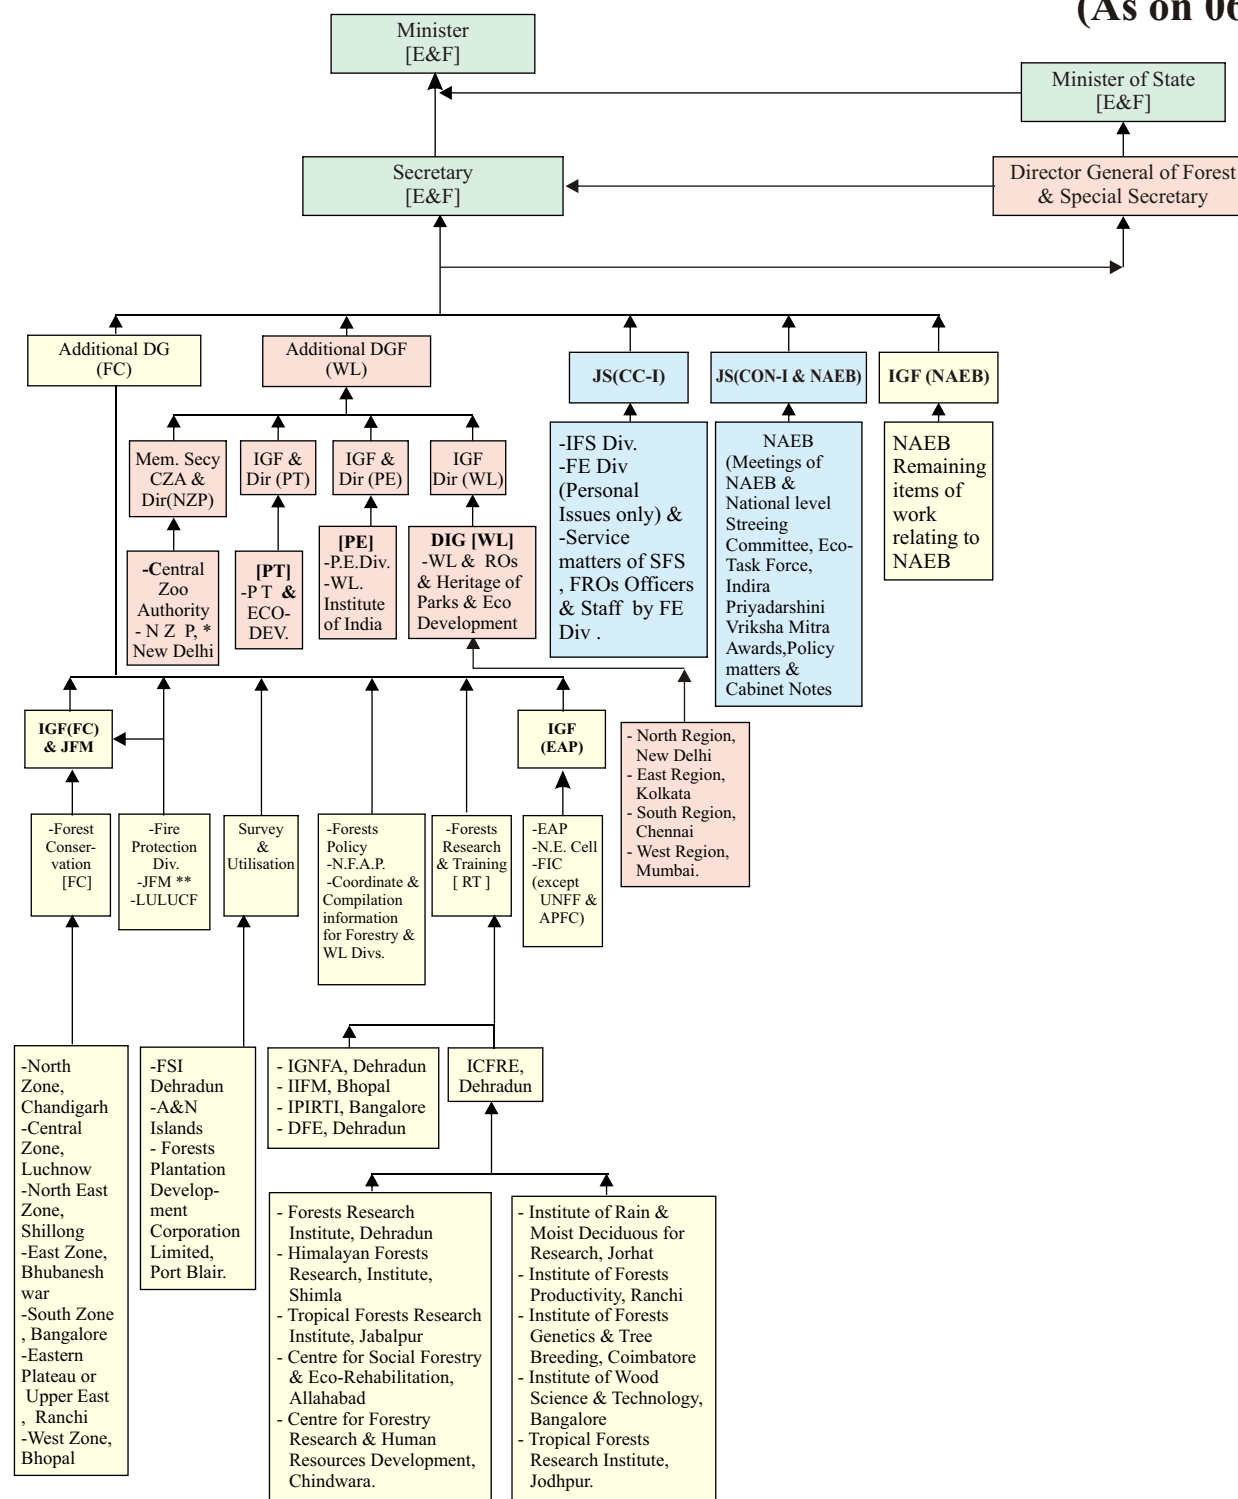 (As on 06
Minister
[E&F]
Minister of State
[E&F]
Secretary
[E&F]
Director General of Forest
& Special Secretary
Additional DG
(FC)
Additional DGF
(WL)
JS(CC-I)
JS(CON-I & NAEB)
IGF (NAEB)
Mem. Secy
CZA &
Dir(NZP)
IGF &
Dir (PT)
IGF &
Dir (PE)
IGF
Dir (WL)
-IFS Div.
-FE Div
(Personal
Issues only) &
-Service
matters of SFS
, FROs Officers
& Staff by FE
Div .
NAEB
(Meetings of
NAEB &
National level
Streeing
Committee, Eco-
Task Force,
Indira
Priyadarshini
Vriksha Mitra
Awards,Policy
matters &
Cabinet Notes
NAEB
Remaining
items of
work
relating to
NAEB
-Central
Zoo
Authority
- N Z P, *
New Delhi
[PT]
-P T &
ECO-
DEV.
[PE]
-P.E.Div.
-WL.
Institute
of India
DIG [WL]
-WL & ROs
& Heritage of
Parks & Eco
Development
IGF(FC)
& JFM
IGF
(EAP)
- North Region,
New Delhi
- East Region,
Kolkata
- South Region,
Chennai
- West Region,
Mumbai.
-Forest
Conser-
vation
[FC]
-Fire
Protection
Div.
-JFM **
-LULUCF
Survey
&
Utilisation
-Forests
Policy
-N.F.A.P.
-Coordinate &
Compilation
information
for Forestry &
WL Divs.
-Forests
Research
& Training
[ RT ]
-EAP
-N.E. Cell
-FIC
(except
UNFF &
APFC)
-North
Zone,
Chandigarh
-Central
Zone,
Luchnow
-North East
Zone,
Shillong
-East Zone,
Bhubanesh
war
-South Zone
, Bangalore
-Eastern
Plateau or
Upper East
, Ranchi
-West Zone,
Bhopal
-FSI
Dehradun
-A&N
Islands
- Forests
Plantation
Develop-
ment
Corporation
Limited,
Port Blair.
- IGNFA, Dehradun
- IIFM, Bhopal
- IPIRTI, Bangalore
- DFE, Dehradun
ICFRE,
Dehradun
- Forests Research
Institute, Dehradun
- Himalayan Forests
Research, Institute,
Shimla
- Tropical Forests Research
Institute, Jabalpur
- Centre for Social Forestry
& Eco-Rehabilitation,
Allahabad
- Centre for Forestry
Research & Human
Resources Development,
Chindwara.
- Institute of Rain &
Moist Deciduous for
Research, Jorhat
- Institute of Forests
Productivity, Ranchi
- Institute of Forests
Genetics & Tree
Breeding, Coimbatore
- Institute of Wood
Science & Technology,
Bangalore
- Tropical Forests
Research Institute,
Jodhpur.